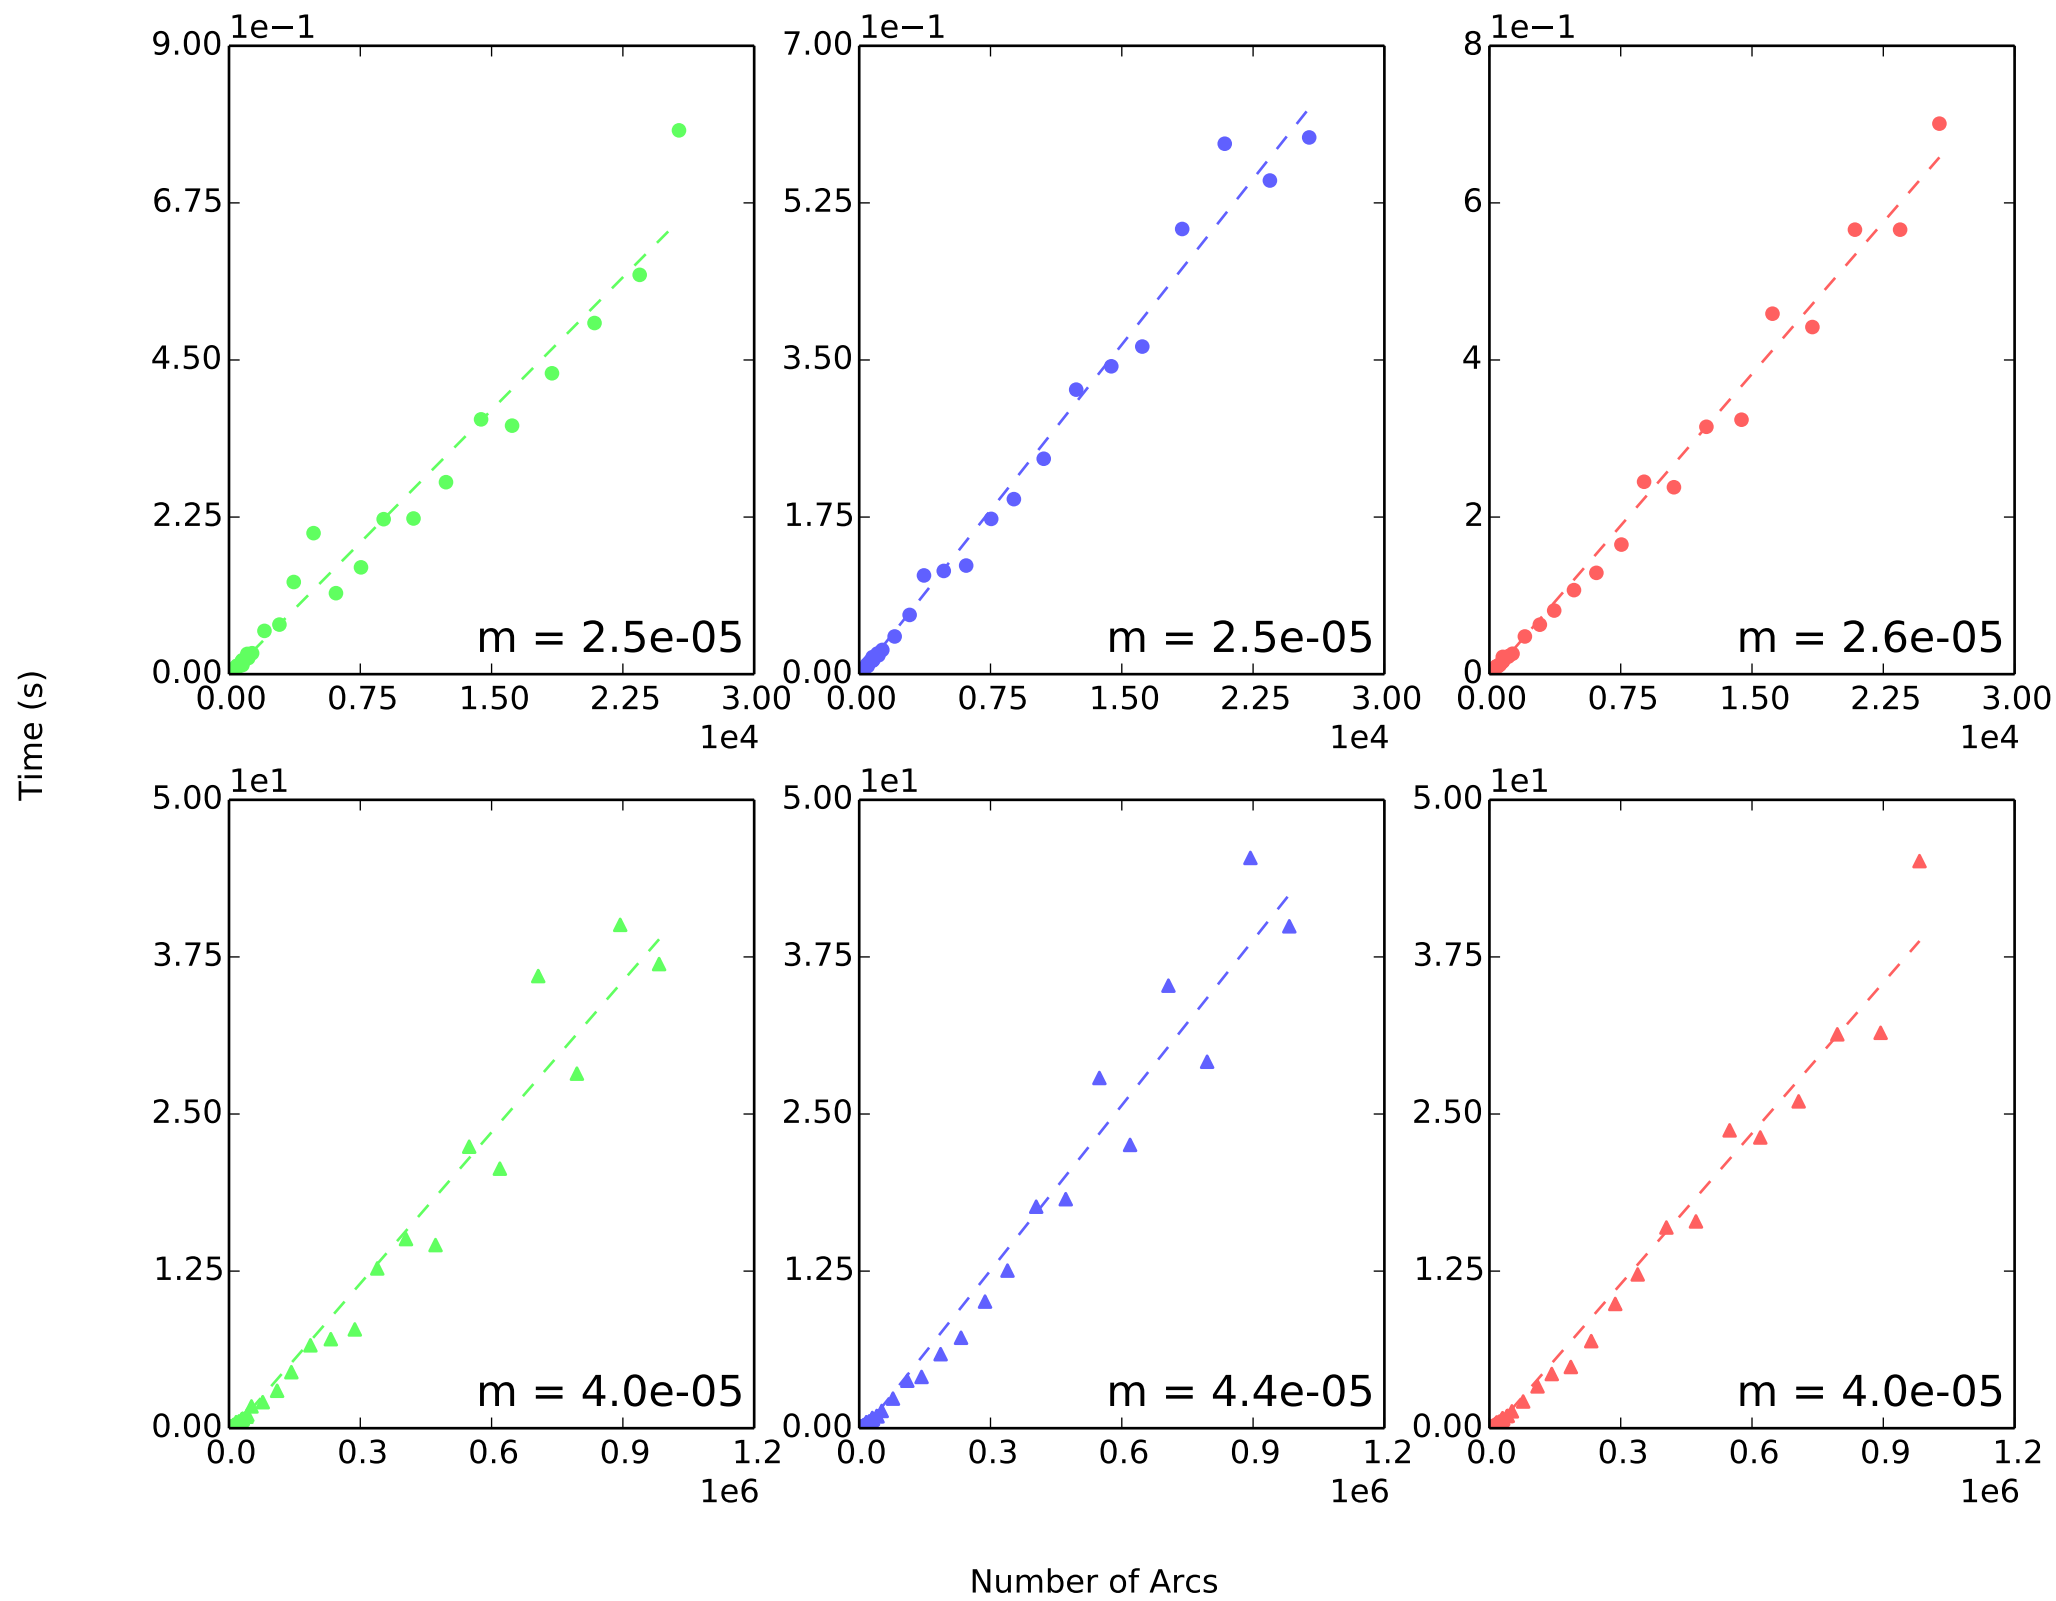 1e−1 1e−1 1e−1
9.00 7.00 8
6.75 5.25 6
4.50 3.50 4
2.25 1.75 2
m = 2.5e-05 m = 2.5e-05 m = 2.6e-05
0.00 0.00 0
0.00 0.75 1.50 2.25 3.00 0.00 0.75 1.50 2.25 3.00 0.00 0.75 1.50 2.25 3.00
1e4 1e4 1e4
Time (s)
1e1 1e1 1e1
5.00 5.00 5.00
3.75 3.75 3.75
2.50 2.50 2.50
1.25 1.25 1.25
m = 4.0e-05 m = 4.4e-05 m = 4.0e-05
0.00 0.00 0.00
0.0 0.3 0.6 0.9 1.2 0.0 0.3 0.6 0.9 1.2 0.0 0.3 0.6 0.9 1.2
1e6 1e6 1e6
Number of Arcs